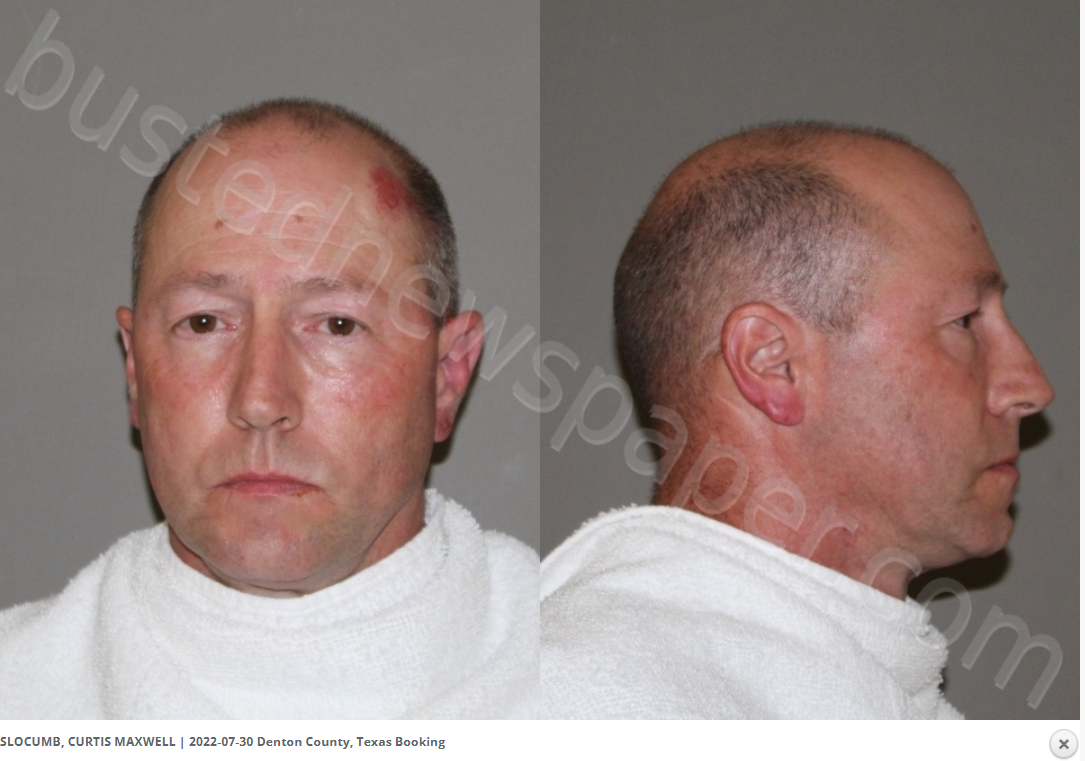 bustednewspaper.com
SLOCUMB, CURTIS MAXWELL | 2022-07-30 Denton County, Texas Booking